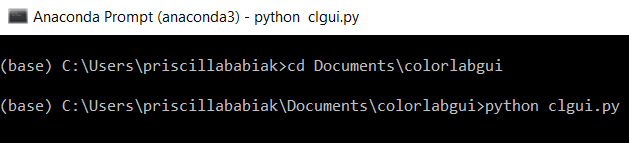 Anaconda Prompt (anaconda3) - python  clgui.py
(base) C:\Users\priscillababiak>cd Documents\colorlabgui
(base) C:\Users\priscillababiak\Documents\colorlabgui>python clgui.py